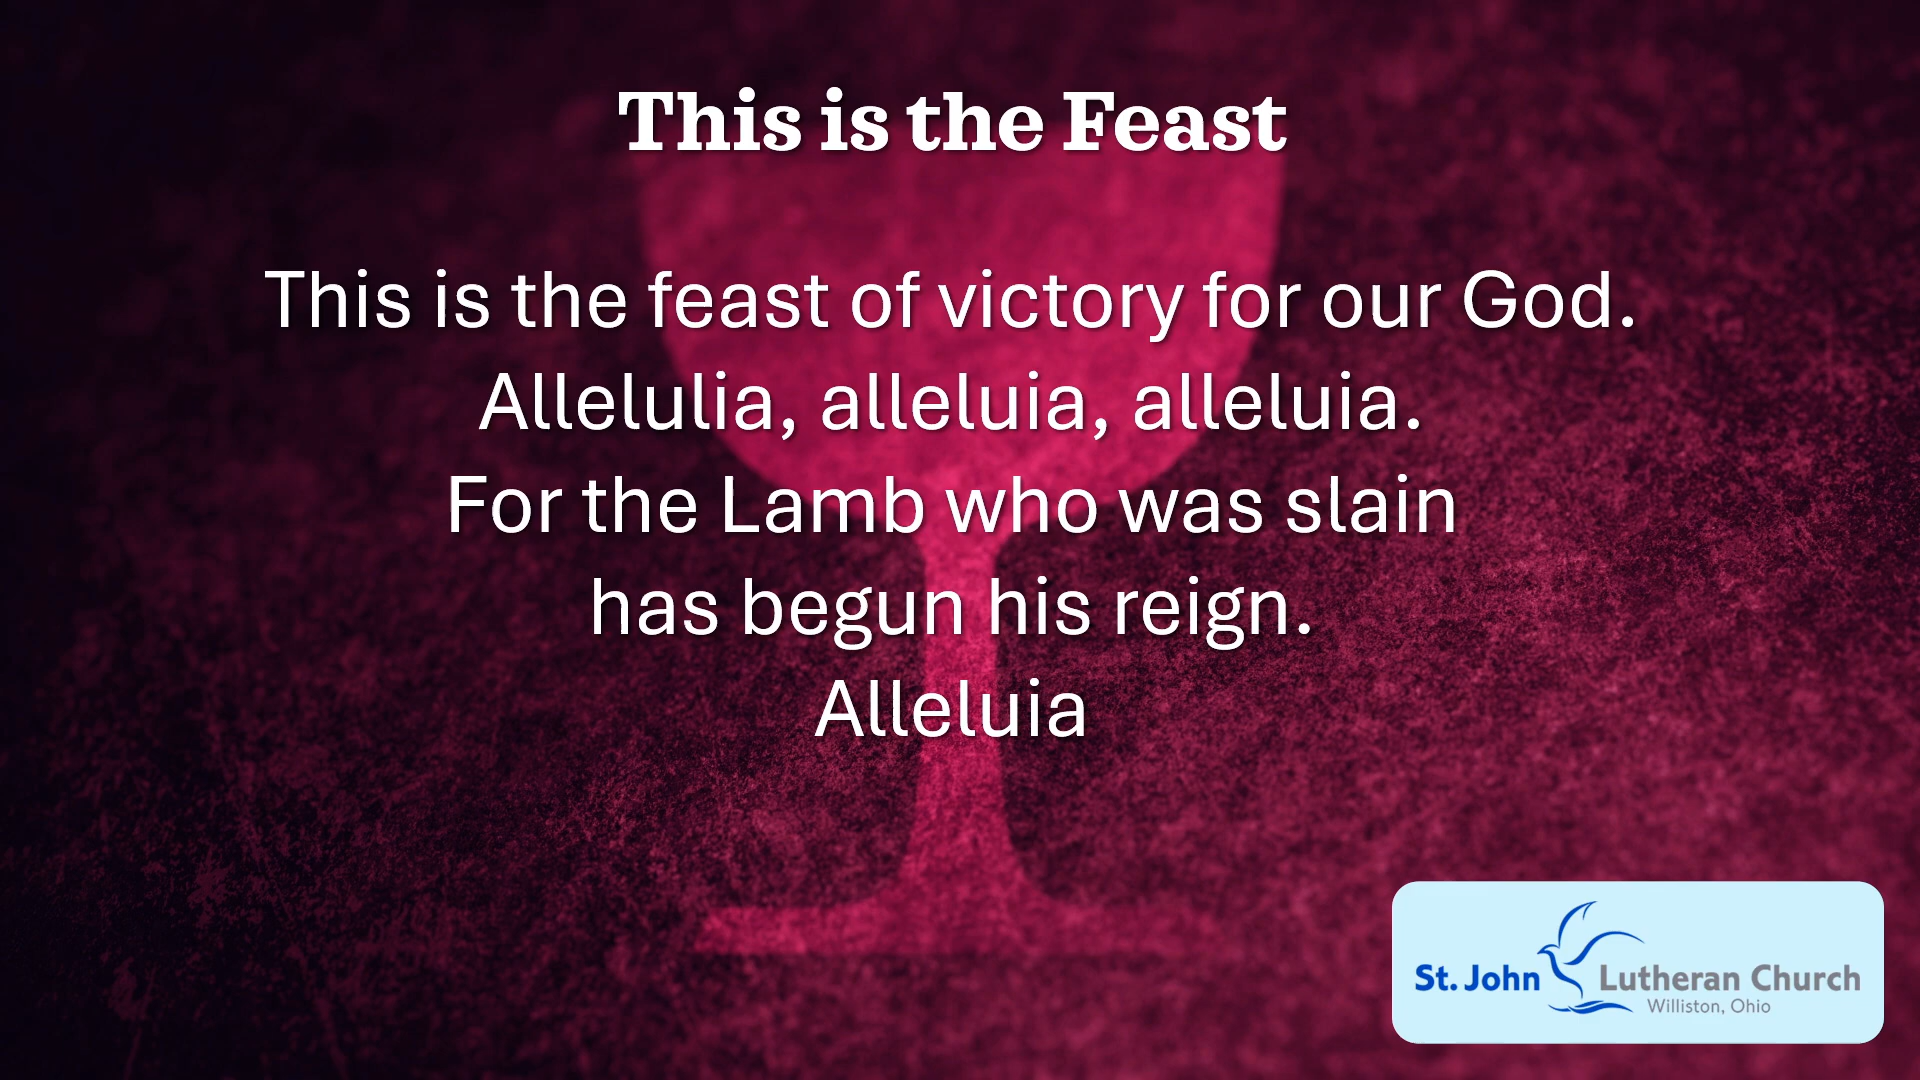 This is the Feast
This is the feast of victory for our God.
Allelulia, alleluia, alleluia.
For the Lamb who was slain
has begun his reign.
Alleluia
St. John Lutheran Church
Williston, Ohio